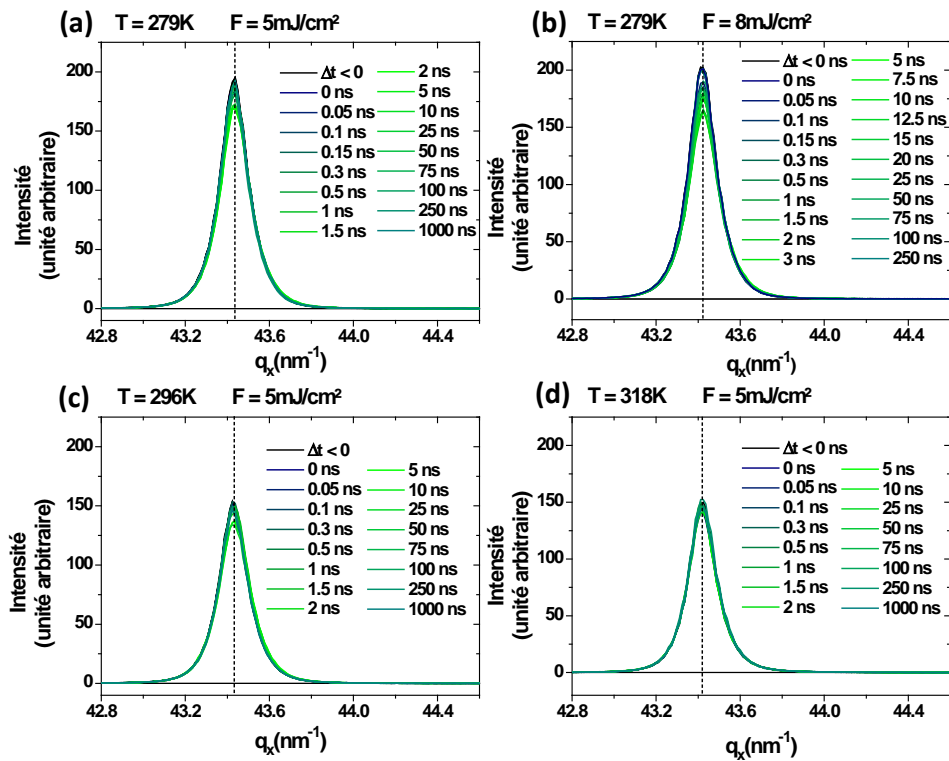 (a) T = 279K F = 5mJ/cm²
Intensité
(unité arbitraire)
200
150
100
50
0
Δt < 0
0 ns
0.05 ns
0.1 ns
0.15 ns
0.3 ns
0.5 ns
1 ns
1.5 ns
2 ns
5 ns
10 ns
25 ns
50 ns
75 ns
100 ns
250 ns
1000 ns
42.8 43.2 43.6 44.0 44.4
qx(nm-1)
(b) T = 279K F = 8mJ/cm²
Intensité
(unité arbitraire)
200
150
100
50
0
Δt < 0 ns
0 ns
0.05 ns
0.1 ns
0.15 ns
0.3 ns
0.5 ns
1 ns
1.5 ns
2 ns
3 ns
5 ns
7.5 ns
10 ns
12.5 ns
15 ns
20 ns
25 ns
50 ns
75 ns
100 ns
250 ns
42.8 43.2 43.6 44.0 44.4
qx(nm-1)
(c) T = 296K F = 5mJ/cm²
Intensité
(unité arbitraire)
200
150
100
50
0
Δt < 0
0 ns
0.05 ns
0.1 ns
0.3 ns
0.5 ns
1 ns
1.5 ns
2 ns
5 ns
10 ns
25 ns
50 ns
75 ns
100 ns
250 ns
1000 ns
42.8 43.2 43.6 44.0 44.4
qx(nm-1)
(d) T = 318K F = 5mJ/cm²
Intensité
(unité arbitraire)
200
150
100
50
0
Δt < 0 ns
0 ns
0.05 ns
0.1 ns
0.3 ns
0.5 ns
1 ns
1.5 ns
2 ns
5 ns
10 ns
25 ns
50 ns
75 ns
100 ns
250 ns
1000 ns
42.8 43.2 43.6 44.0 44.4
qx(nm-1)